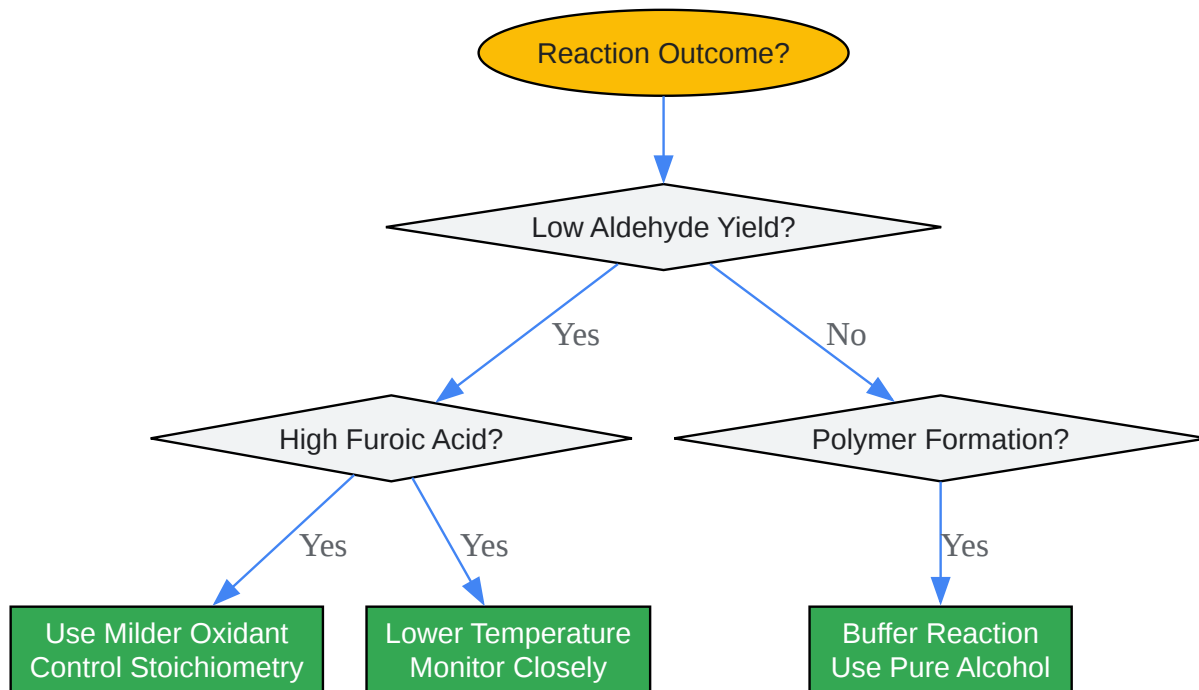 Reaction Outcome?
Low Aldehyde Yield?
Yes
No
High Furoic Acid?
Polymer Formation?
Yes
Yes
Yes
Use Milder Oxidant
Control Stoichiometry
Lower Temperature
Monitor Closely
Buffer Reaction
Use Pure Alcohol